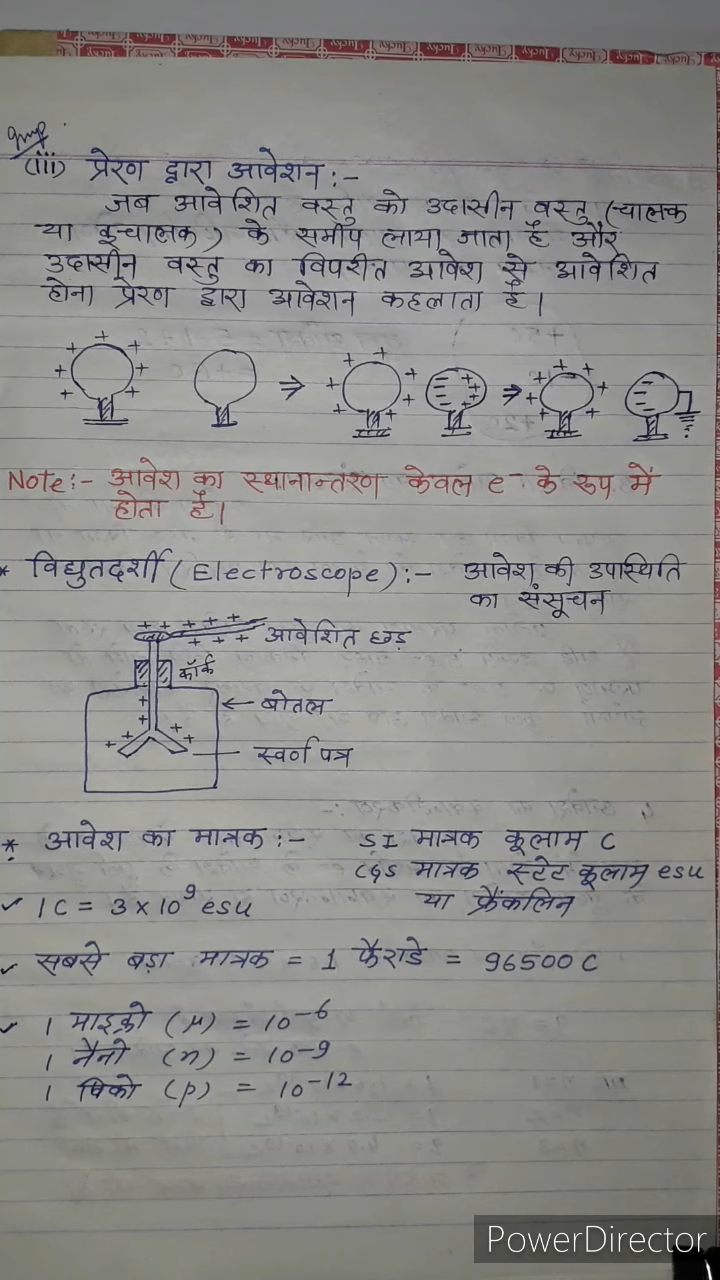 Imp.
(iii) प्रेरण द्वारा आवेशन :-
जब आवेशित वस्तु को उदासीन वस्तु (चालक
या कुचालक) के समीप लाया जाता है और
उदासीन वस्तु का विपरीत आवेश से आवेशित
होना प्रेरण द्वारा आवेशन कहलाता है।
Note:- आवेश का स्थानान्तरण केवल e⁻ के रूप में
होता है।
* विद्युतदर्शी (Electroscope):- आवेश की उपस्थिति
का संसूचन
आवेशित छड़
कॉर्क
बोतल
स्वर्ण पत्र
* आवेश का मात्रक :- SI मात्रक कूलाम C
CGS मात्रक स्टेट कूलाम esu
या फ्रैंकलिन
✓ 1C = 3 × 10⁹ esu
✓ सबसे बड़ा मात्रक = 1 फैराडे = 96500 C
✓ 1 माइक्रो (μ) = 10⁻⁶
1 नैनो (n) = 10⁻⁹
1 पिको (p) = 10⁻¹²
PowerDirector